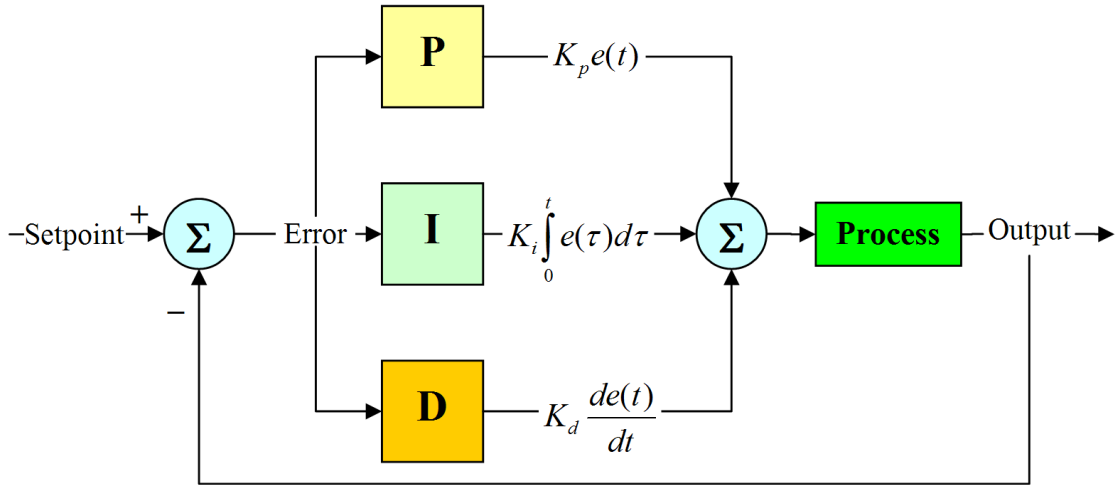 P
K_p e(t)
+
Setpoint
Σ
Error
I
K_i ∫_0^t e(τ)dτ
Σ
Process
Output
−
D
K_d de(t)/dt